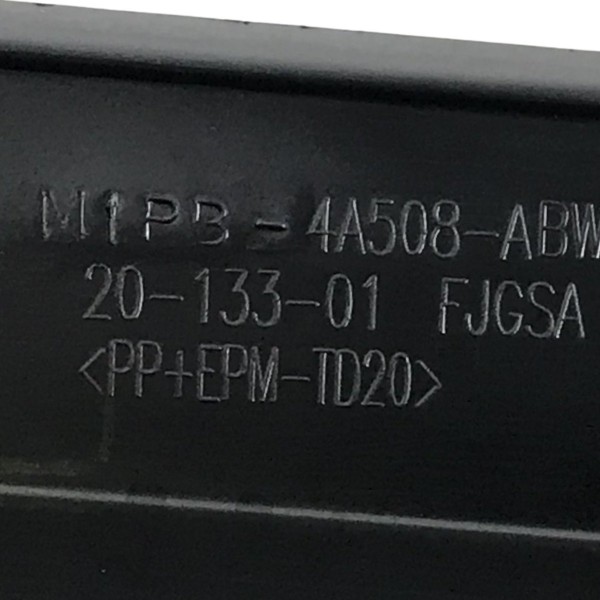 M1PB-4A508-ABW
20-133-01 FJGSA
<PP+EPM-TD20>